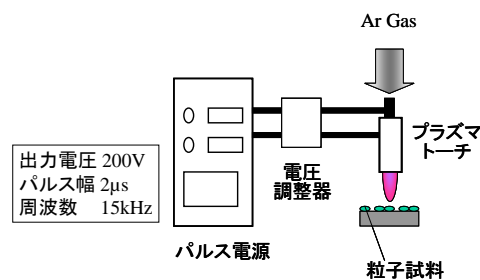 Ar Gas
プラズマ
トーチ
出力電圧 200V
パルス幅 2μs
周波数 15kHz
電圧
調整器
パルス電源
粒子試料